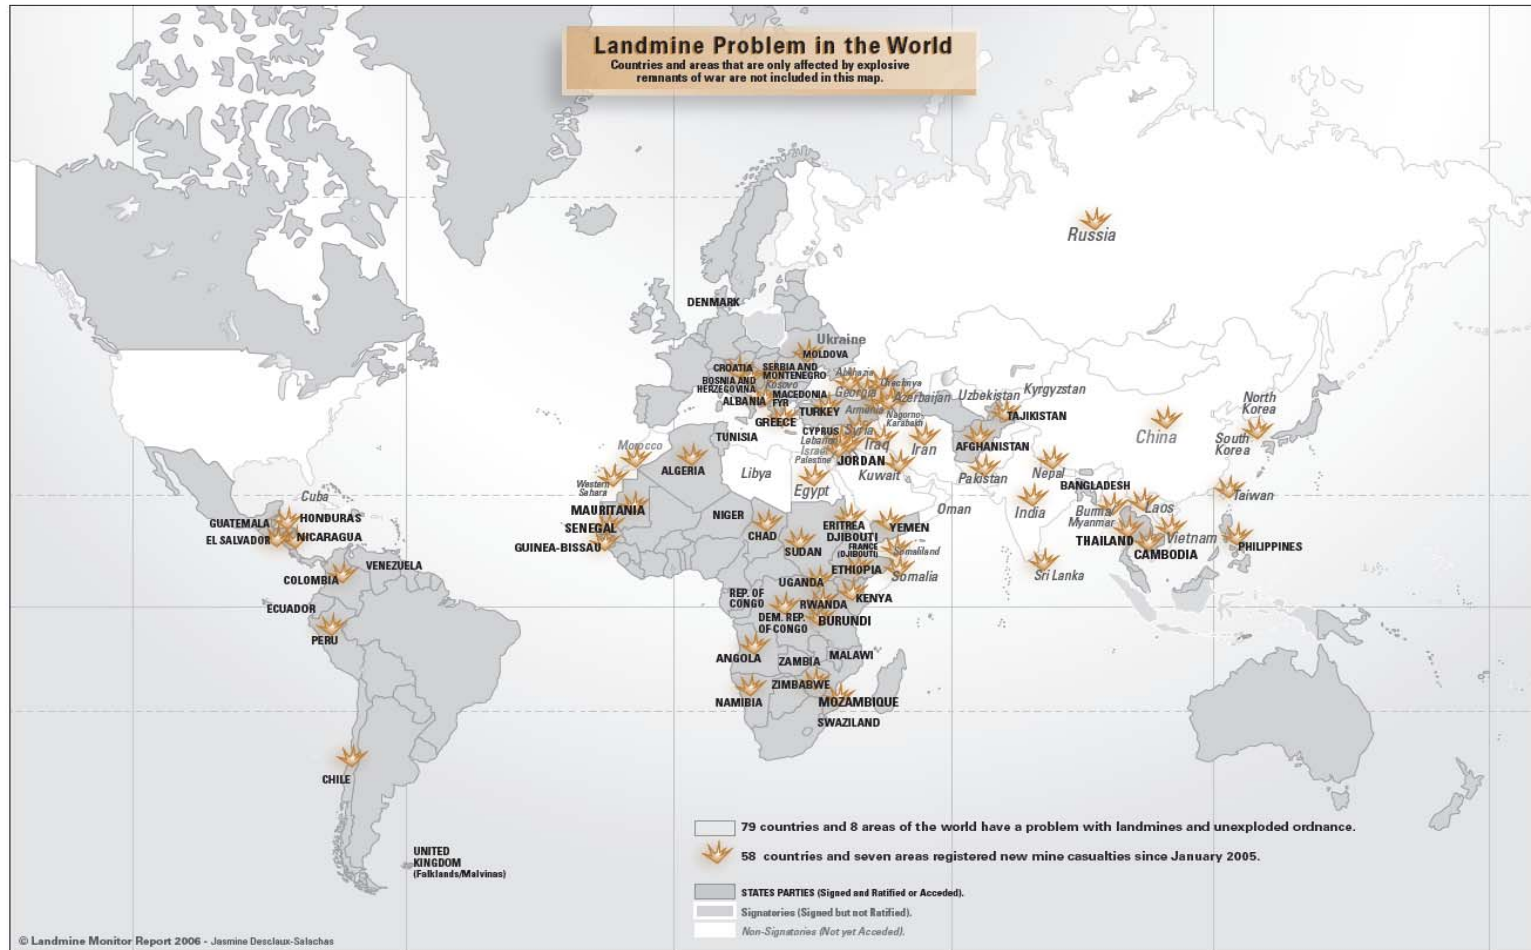 Landmine Problem in the World
Countries and areas that are only affected by explosive
remnants of war are not included in this map.
Russia
DENMARK
Ukraine
MOLDOVA
CROATIA
SERBIA AND
MONTENEGRO
BOSNIA AND
HERZEGOVINA
Kosovo
MACEDONIA
FYR
ALBANIA
GREECE
TURKEY
Abkhazia
Chechnya
Georgia
Azerbaijan
Armenia
Nagorno-
Karabakh
Uzbekistan
Kyrgyzstan
TAJIKISTAN
North
Korea
China
South
Korea
TUNISIA
CYPRUS
Syria
Lebanon
Israel
Palestine
Iraq
Iran
AFGHANISTAN
JORDAN
Kuwait
Pakistan
Nepal
Morocco
ALGERIA
Libya
Egypt
Western
Sahara
BANGLADESH
Taiwan
Cuba
MAURITANIA
NIGER
Oman
India
Burma
Myanmar
Laos
GUATEMALA
HONDURAS
EL SALVADOR
NICARAGUA
SENEGAL
GUINEA-BISSAU
CHAD
SUDAN
ERITREA
DJIBOUTI
FRANCE
(DJIBOUTI)
YEMEN
Somaliland
ETHIOPIA
Somalia
THAILAND
Vietnam
CAMBODIA
PHILIPPINES
Sri Lanka
VENEZUELA
COLOMBIA
ECUADOR
PERU
UGANDA
REP. OF
CONGO
RWANDA
KENYA
DEM. REP.
OF CONGO
BURUNDI
ANGOLA
ZAMBIA
MALAWI
ZIMBABWE
NAMIBIA
MOZAMBIQUE
SWAZILAND
CHILE
UNITED
KINGDOM
(Falklands/Malvinas)
79 countries and 8 areas of the world have a problem with landmines and unexploded ordnance.
58 countries and seven areas registered new mine casualties since January 2005.
STATES PARTIES (Signed and Ratified or Acceded).
Signatories (Signed but not Ratified).
Non-Signatories (Not yet Acceded).
© Landmine Monitor Report 2006 - Jasmine Desclaux-Salachas